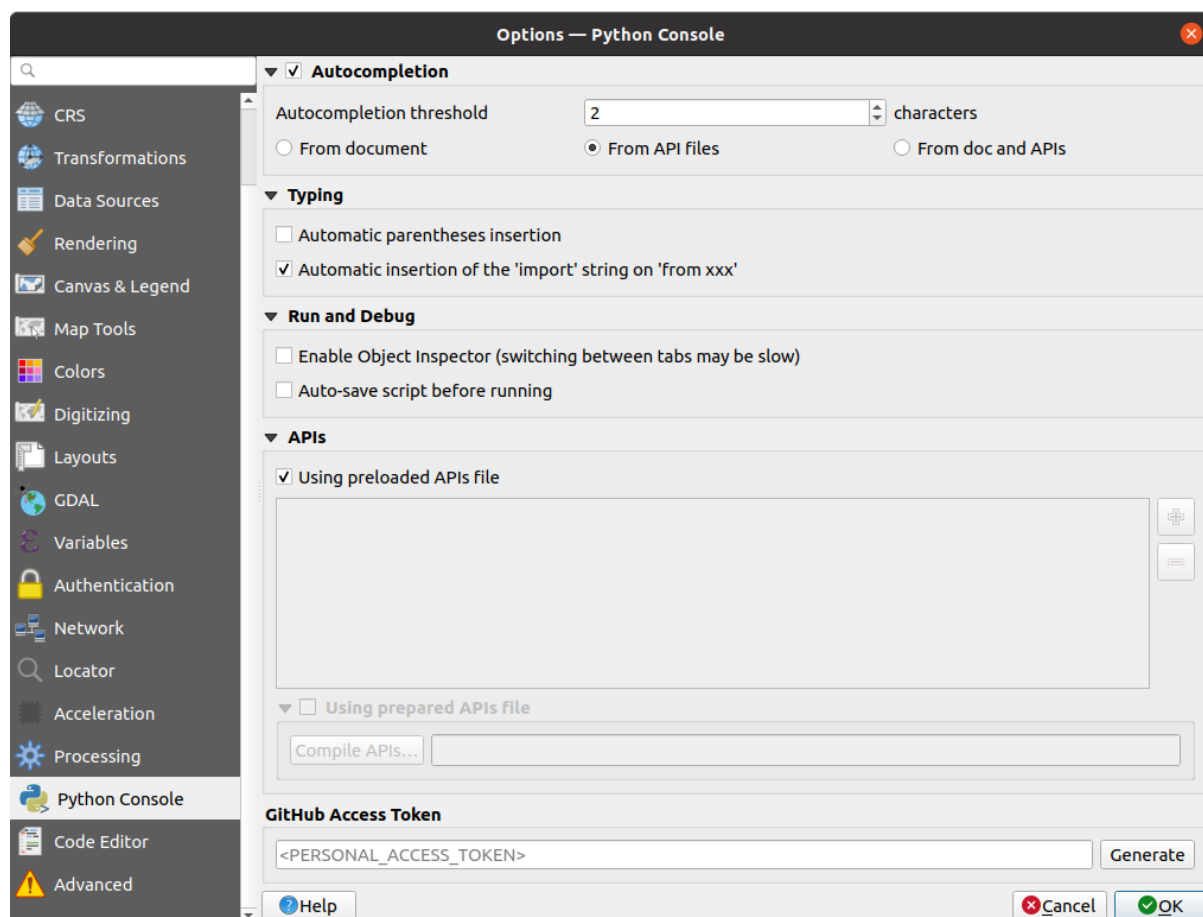 Options — Python Console
CRS
Transformations
Data Sources
Rendering
Canvas & Legend
Map Tools
Colors
Digitizing
Layouts
GDAL
Variables
Authentication
Network
Locator
Acceleration
Processing
Python Console
Code Editor
Advanced
Autocompletion
Autocompletion threshold 2 characters
From document From API files From doc and APIs
Typing
Automatic parentheses insertion
Automatic insertion of the 'import' string on 'from xxx'
Run and Debug
Enable Object Inspector (switching between tabs may be slow)
Auto-save script before running
APIs
Using preloaded APIs file
Using prepared APIs file
Compile APIs...
GitHub Access Token
<PERSONAL_ACCESS_TOKEN> Generate
Help Cancel OK